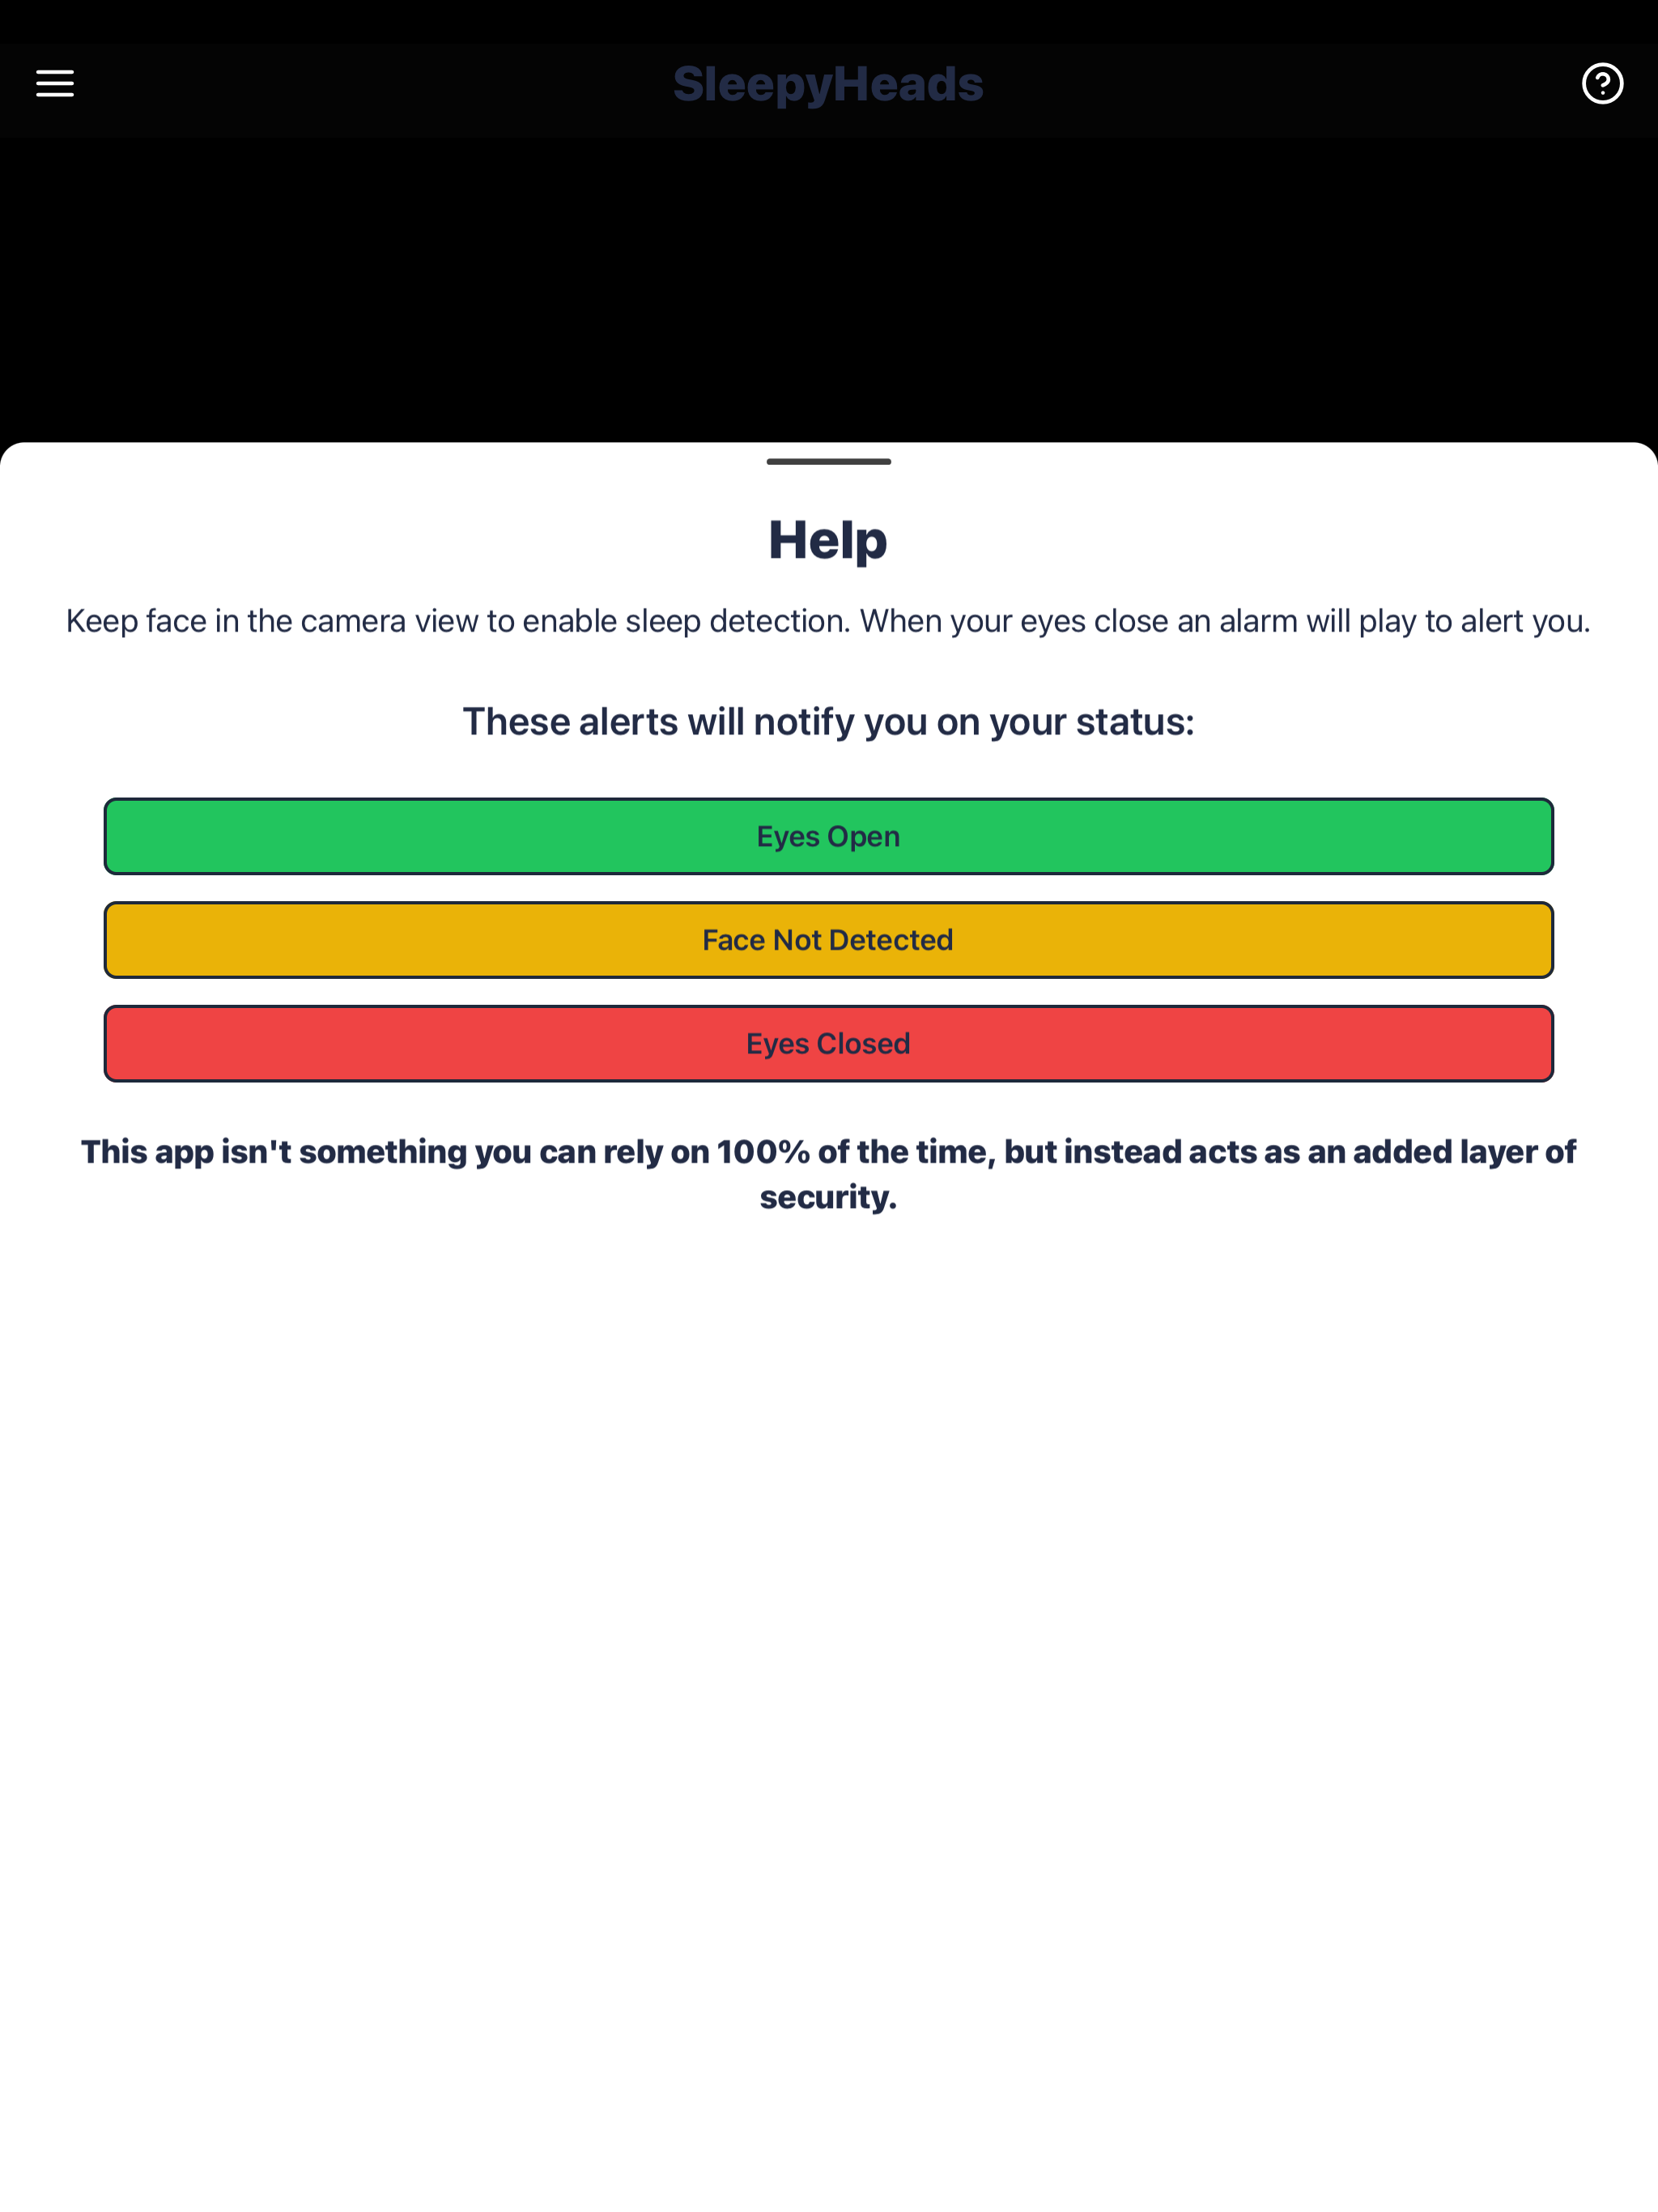 SleepyHeads
Help
Keep face in the camera view to enable sleep detection. When your eyes close an alarm will play to alert you.
These alerts will notify you on your status:
Eyes Open
Face Not Detected
Eyes Closed
This app isn't something you can rely on 100% of the time, but instead acts as an added layer of
security.